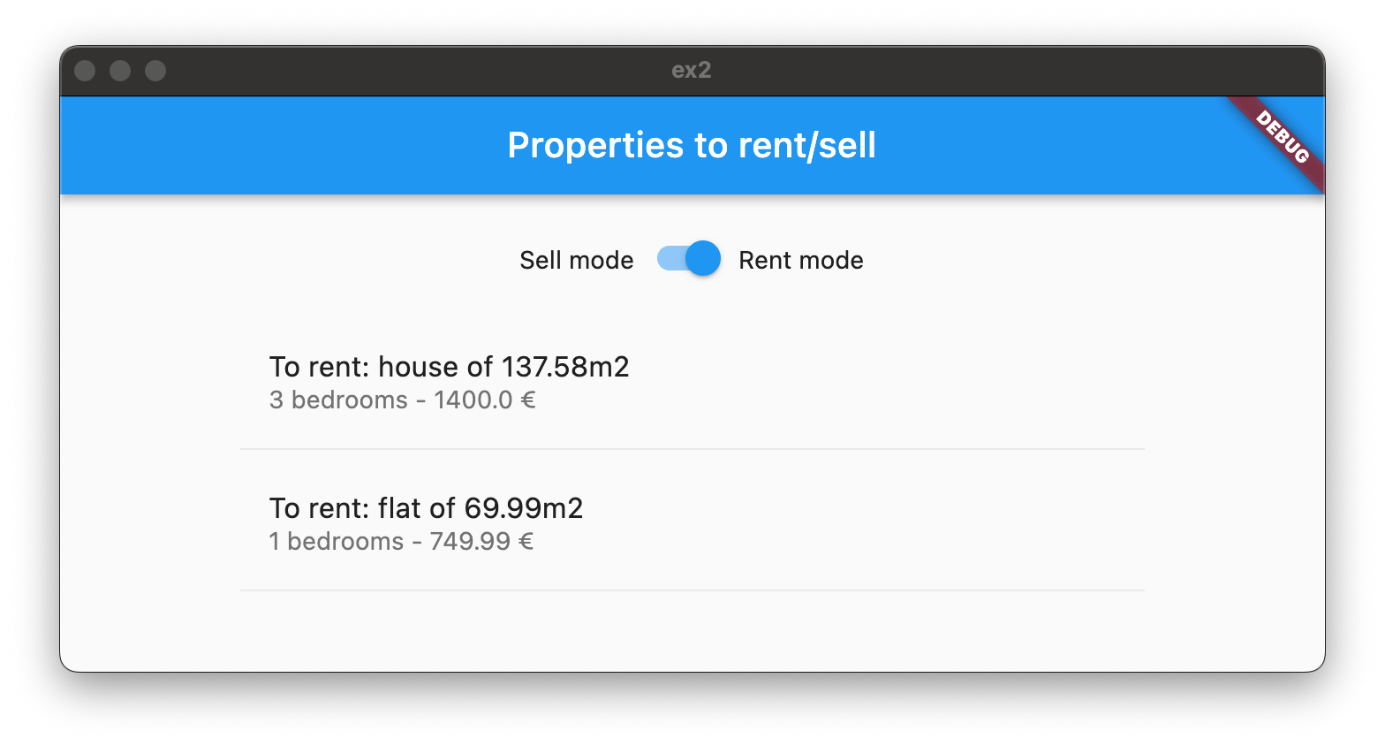 ex2
Properties to rent/sell
DEBUG
Sell mode Rent mode
To rent: house of 137.58m2
3 bedrooms - 1400.0 €
To rent: flat of 69.99m2
1 bedrooms - 749.99 €